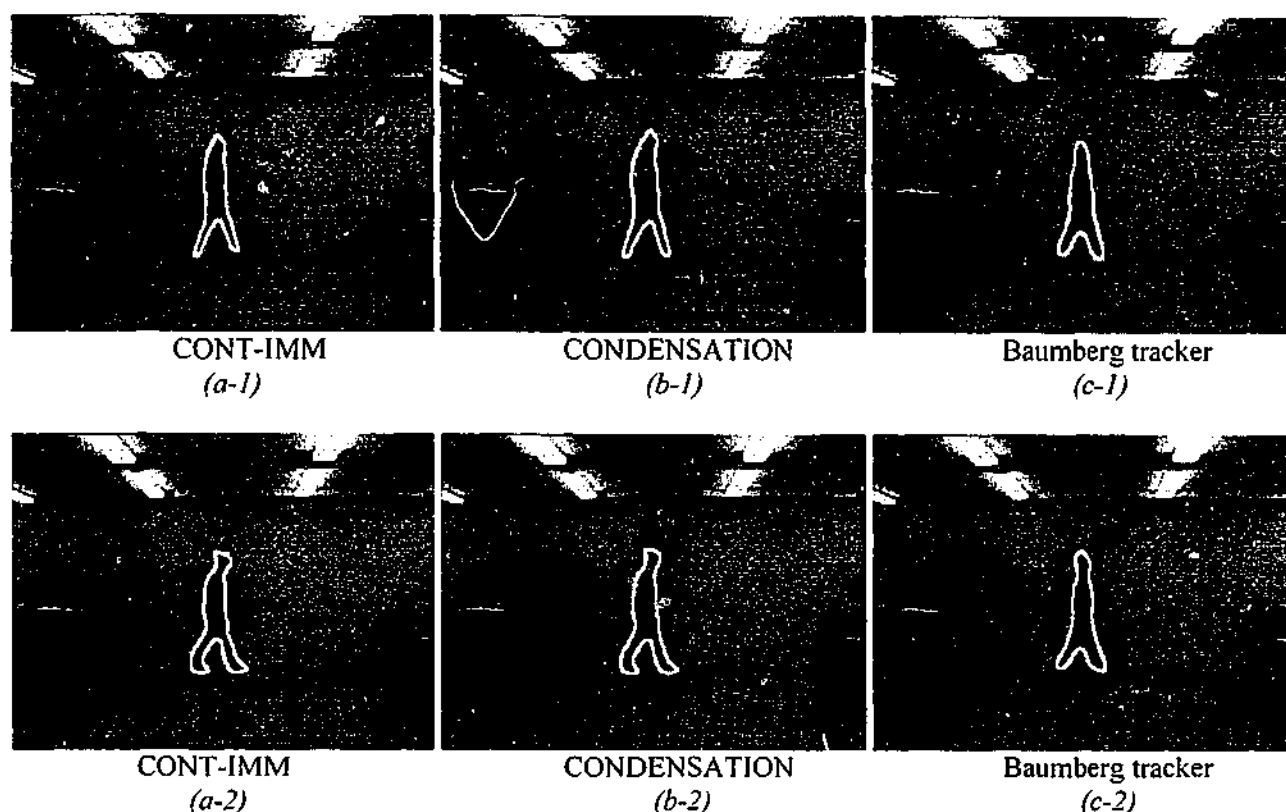 CONT-IMM CONDENSATION Baumberg tracker
(a-1) (b-1) (c-1)
CONT-IMM CONDENSATION Baumberg tracker
(a-2) (b-2) (c-2)